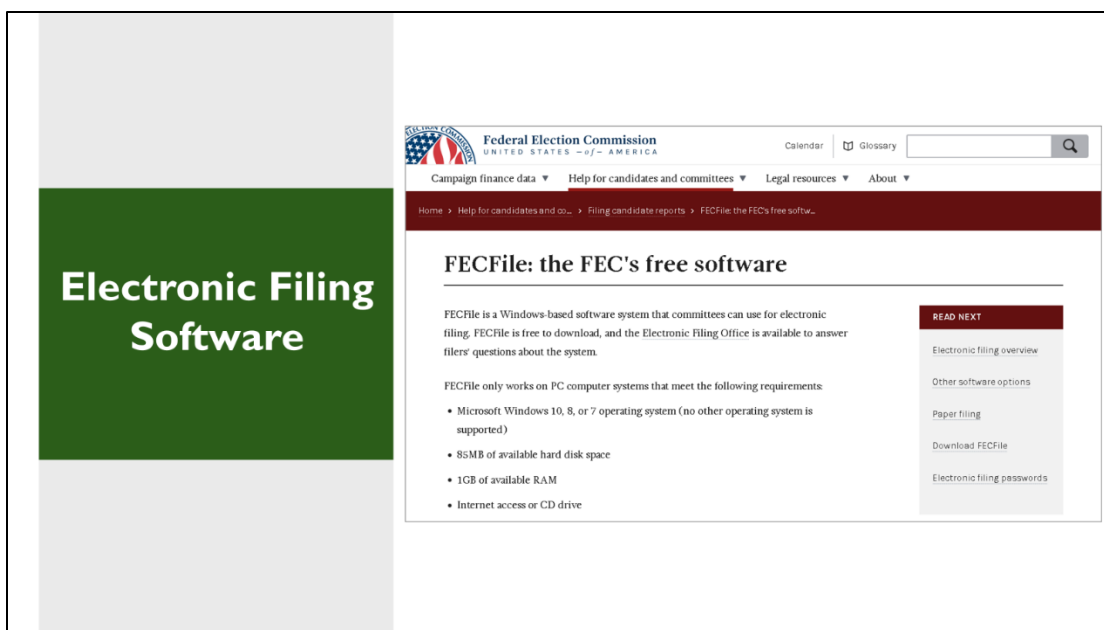 Electronic Filing
Software
ELECTION COMMISSION
Federal Election Commission
UNITED STATES -of- AMERICA
Calendar
Glossary
Campaign finance data ▼
Help for candidates and committees ▼
Legal resources ▼
About ▼
Home › Help for candidates and co... › Filing candidate reports › FECFile: the FEC's free softw...
FECFile: the FEC's free software
FECFile is a Windows-based software system that committees can use for electronic
filing. FECFile is free to download, and the Electronic Filing Office is available to answer
filers' questions about the system.
FECFile only works on PC computer systems that meet the following requirements:
• Microsoft Windows 10, 8, or 7 operating system (no other operating system is
supported)
• 85MB of available hard disk space
• 1GB of available RAM
• Internet access or CD drive
READ NEXT
Electronic filing overview
Other software options
Paper filing
Download FECFile
Electronic filing passwords